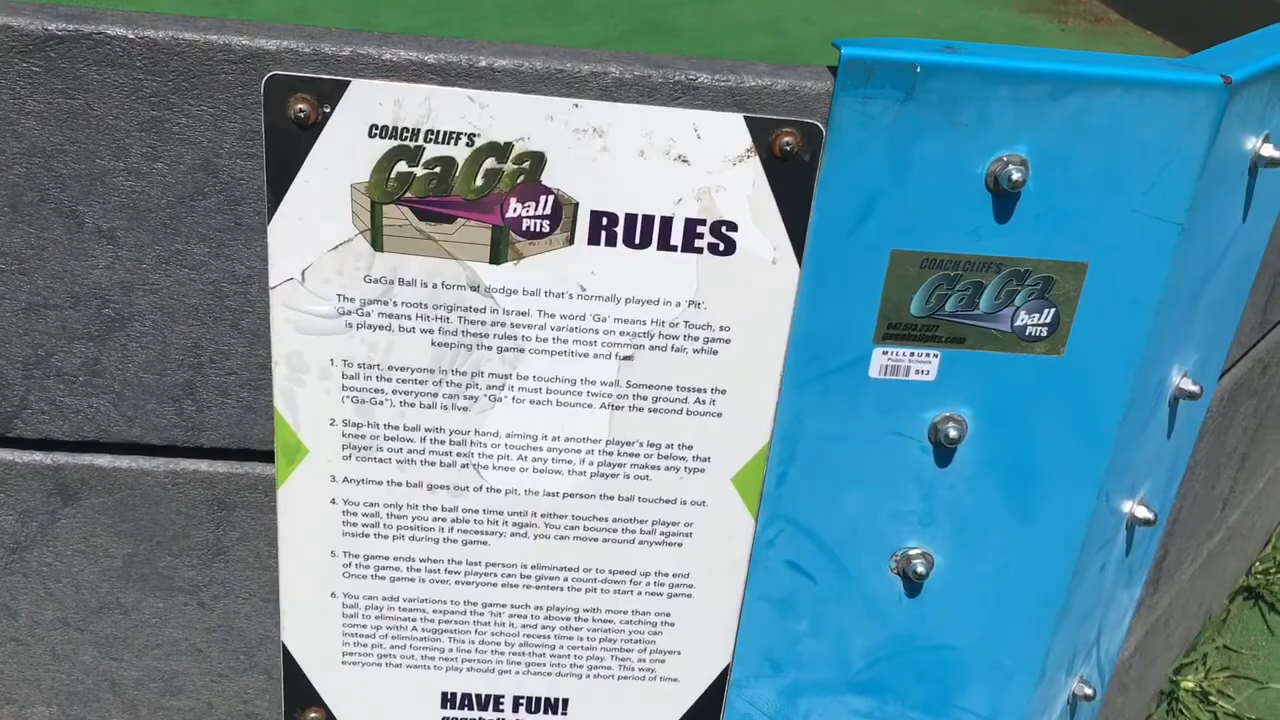 COACH CLIFF'S
GaGa
ball
PITS
RULES
GaGa Ball is a form of dodge ball that's normally played in a 'Pit'.
The game's roots originated in Israel. The word 'Ga' means Hit or Touch, so
'Ga-Ga' means Hit-Hit. There are several variations on exactly how the game
is played, but we find these rules to be the most common and fair, while
keeping the game competitive and fun.
1. To start, everyone in the pit must be touching the wall. Someone tosses the
ball in the center of the pit, and it must bounce twice on the ground. As it
bounces, everyone can say "Ga" for each bounce. After the second bounce
("Ga-Ga"), the ball is live.
2. Slap-hit the ball with your hand, aiming it at another player's leg at the
knee or below. If the ball hits or touches anyone at the knee or below, that
player is out and must exit the pit. At any time, if a player makes any type
of contact with the ball at the knee or below, that player is out.
3. Anytime the ball goes out of the pit, the last person the ball touched is out.
4. You can only hit the ball one time until it either touches another player or
the wall, then you are able to hit it again. You can bounce the ball against
the wall to position it if necessary; and, you can move around anywhere
inside the pit during the game.
5. The game ends when the last person is eliminated or to speed up the end
of the game, the last few players can be given a count-down for a tie game.
Once the game is over, everyone else re-enters the pit to start a new game.
6. You can add variations to the game such as playing with more than one
ball, play in teams, expand the 'hit' area to above the knee, catching the
ball to eliminate the person that hit it, and any other variation you can
come up with! A suggestion for school recess time is to play rotation
instead of elimination. This is done by allowing a certain number of players
in the pit, and forming a line for the rest that want to play. Then, as one
person gets out, the next person in line goes into the game. This way,
everyone that wants to play should get a chance during a short period of time.
HAVE FUN!
COACH CLIFF'S
GaGa
ball
PITS
847.573.2377
gagaballpits.com
MILLBURN
Public Schools
513